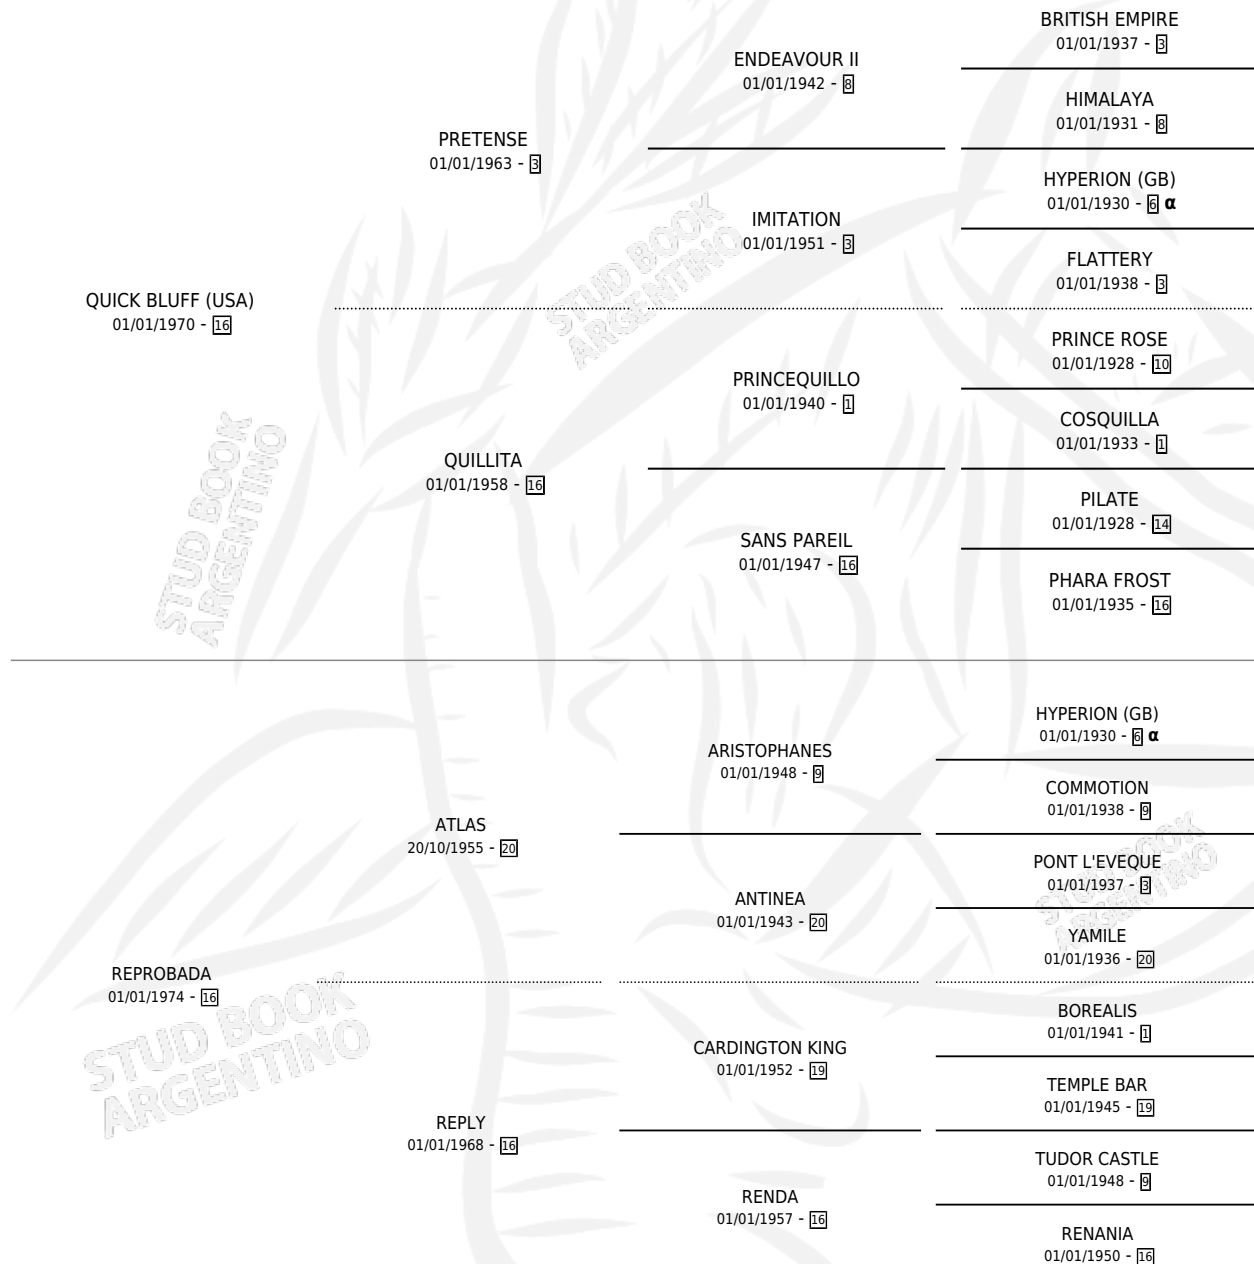 BRITISH EMPIRE
01/01/1937 - 3
ENDEAVOUR II
01/01/1942 - 8
HIMALAYA
01/01/1931 - 8
PRETENSE
01/01/1963 - 3
HYPERION (GB)
01/01/1930 - 6 α
IMITATION
01/01/1951 - 3
FLATTERY
01/01/1938 - 3
QUICK BLUFF (USA)
01/01/1970 - 16
PRINCE ROSE
01/01/1928 - 10
PRINCEQUILLO
01/01/1940 - 1
COSQUILLA
01/01/1933 - 1
QUILLITA
01/01/1958 - 16
PILATE
01/01/1928 - 14
SANS PAREIL
01/01/1947 - 16
PHARA FROST
01/01/1935 - 16
HYPERION (GB)
01/01/1930 - 6 α
ARISTOPHANES
01/01/1948 - 9
COMMOTION
01/01/1938 - 9
ATLAS
20/10/1955 - 20
PONT L'EVEQUE
01/01/1937 - 3
ANTINEA
01/01/1943 - 20
YAMILE
01/01/1936 - 20
REPROBADA
01/01/1974 - 16
BOREALIS
01/01/1941 - 1
CARDINGTON KING
01/01/1952 - 19
TEMPLE BAR
01/01/1945 - 19
REPLY
01/01/1968 - 16
TUDOR CASTLE
01/01/1948 - 9
RENDA
01/01/1957 - 16
RENANIA
01/01/1950 - 16
STUD BOOK
ARGENTINO
STUD BOOK
ARGENTINO
STUD BOOK
ARGENTINO
STUD BOOK
ARGENTINO